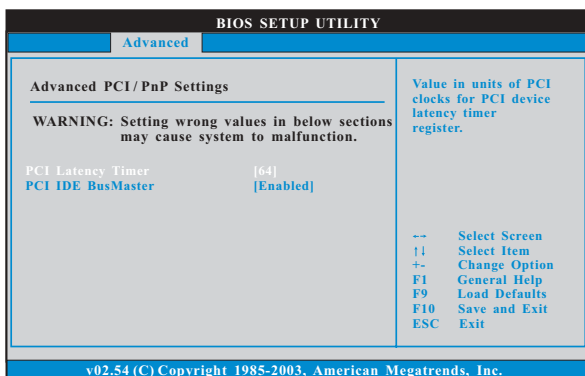 BIOS SETUP UTILITY
Advanced
Advanced PCI / PnP Settings
WARNING: Setting wrong values in below sections
may cause system to malfunction.
PCI Latency Timer [64]
PCI IDE BusMaster [Enabled]
Value in units of PCI
clocks for PCI device
latency timer
register.
←→ Select Screen
↑↓ Select Item
+- Change Option
F1 General Help
F9 Load Defaults
F10 Save and Exit
ESC Exit
v02.54 (C) Copyright 1985-2003, American Megatrends, Inc.